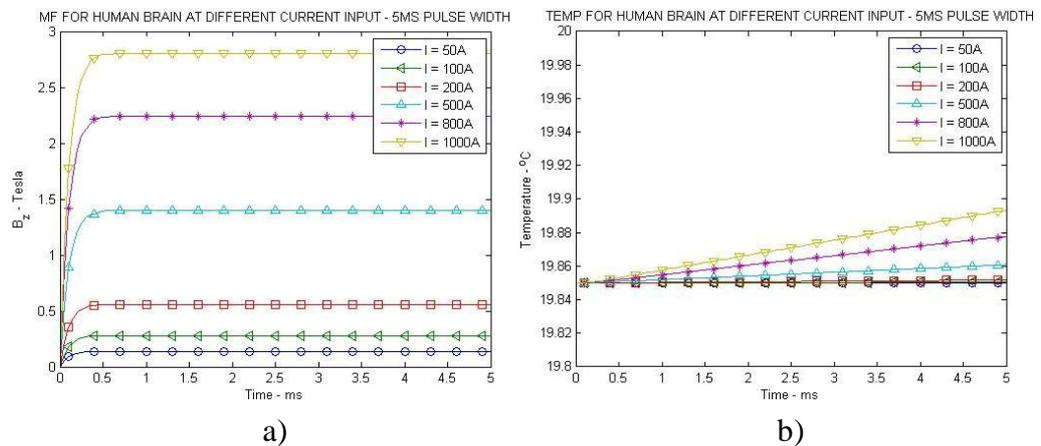 MF FOR HUMAN BRAIN AT DIFFERENT CURRENT INPUT - 5MS PULSE WIDTH
3
2.5
2
1.5
1
0.5
0
B_z - Tesla
0 0.5 1 1.5 2 2.5 3 3.5 4 4.5 5
Time - ms
I = 50A
I = 100A
I = 200A
I = 500A
I = 800A
I = 1000A
a)
TEMP FOR HUMAN BRAIN AT DIFFERENT CURRENT INPUT - 5MS PULSE WIDTH
20
19.98
19.96
19.94
19.92
19.9
19.88
19.86
19.84
19.82
19.8
Temperature - ºC
0 0.5 1 1.5 2 2.5 3 3.5 4 4.5 5
Time - ms
I = 50A
I = 100A
I = 200A
I = 500A
I = 800A
I = 1000A
b)